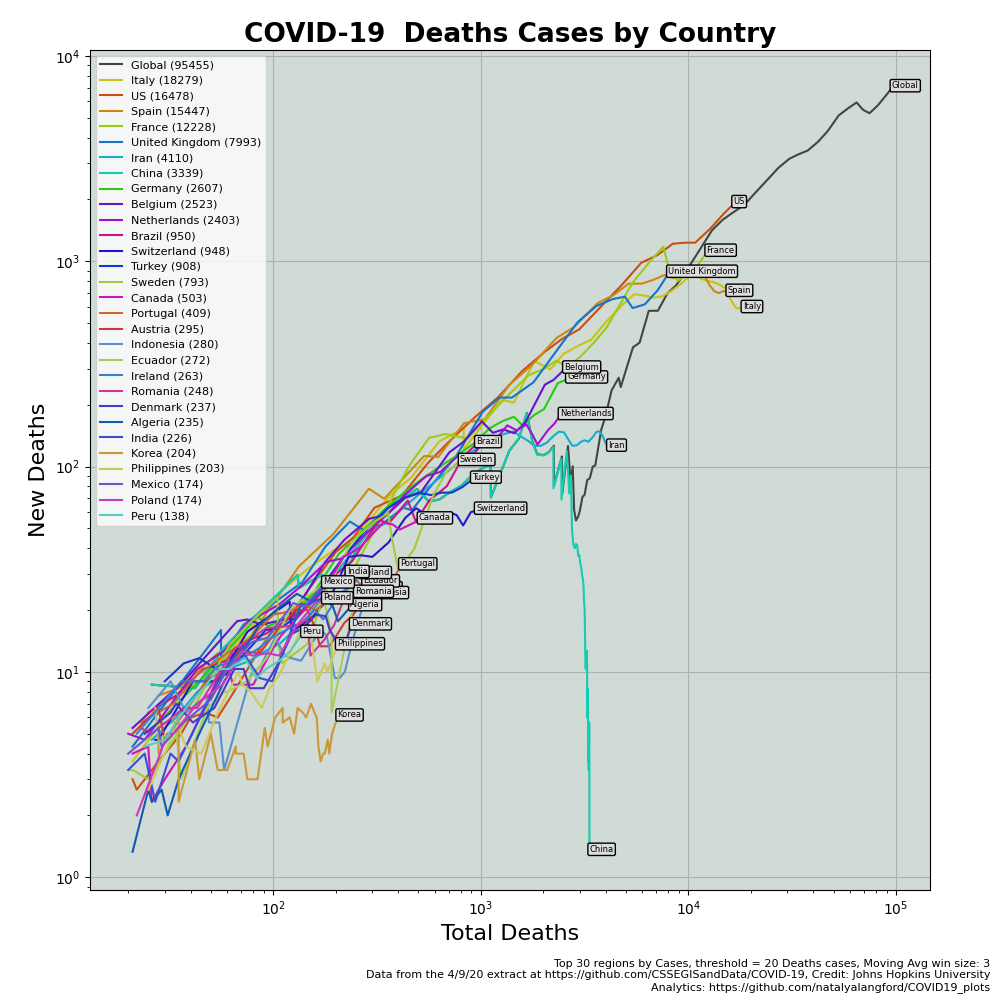 COVID-19  Deaths Cases by Country
10^4
10^3
10^2
10^1
10^0
New Deaths
Global (95455)
Italy (18279)
US (16478)
Spain (15447)
France (12228)
United Kingdom (7993)
Iran (4110)
China (3339)
Germany (2607)
Belgium (2523)
Netherlands (2403)
Brazil (950)
Switzerland (948)
Turkey (908)
Sweden (793)
Canada (503)
Portugal (409)
Austria (295)
Indonesia (280)
Ecuador (272)
Ireland (263)
Romania (248)
Denmark (237)
Algeria (235)
India (226)
Korea (204)
Philippines (203)
Mexico (174)
Poland (174)
Peru (138)
Global
US
France
United Kingdom
Spain
Italy
Belgium
Germany
Netherlands
Brazil
Iran
Sweden
Turkey
Switzerland
Canada
Portugal
India
Mexico
Ecuador
Romania
Poland
Algeria
Denmark
Peru
Philippines
Korea
China
10^2
10^3
10^4
10^5
Total Deaths
Top 30 regions by Cases, threshold = 20 Deaths cases, Moving Avg win size: 3
Data from the 4/9/20 extract at https://github.com/CSSEGISandData/COVID-19, Credit: Johns Hopkins University
Analytics: https://github.com/natalyalangford/COVID19_plots